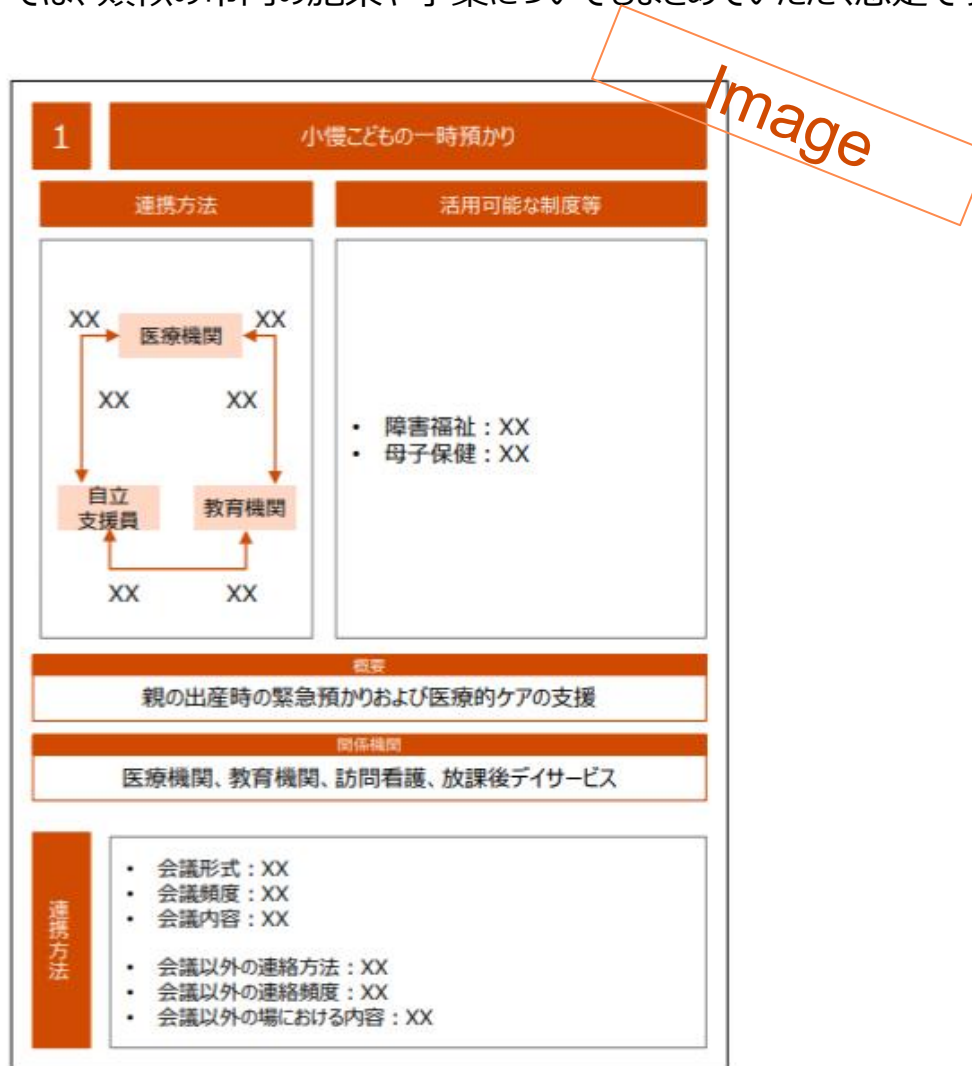 Image
1
小慢こどもの一時預かり
連携方法
活用可能な制度等
XX
XX
医療機関
XX
XX
自立
支援員
教育機関
XX
XX
• 障害福祉：XX
• 母子保健：XX
概要
親の出産時の緊急預かりおよび医療的ケアの支援
関係機関
医療機関、教育機関、訪問看護、放課後デイサービス
連携方法
• 会議形式：XX
• 会議頻度：XX
• 会議内容：XX
• 会議以外の連絡方法：XX
• 会議以外の連絡頻度：XX
• 会議以外の場における内容：XX